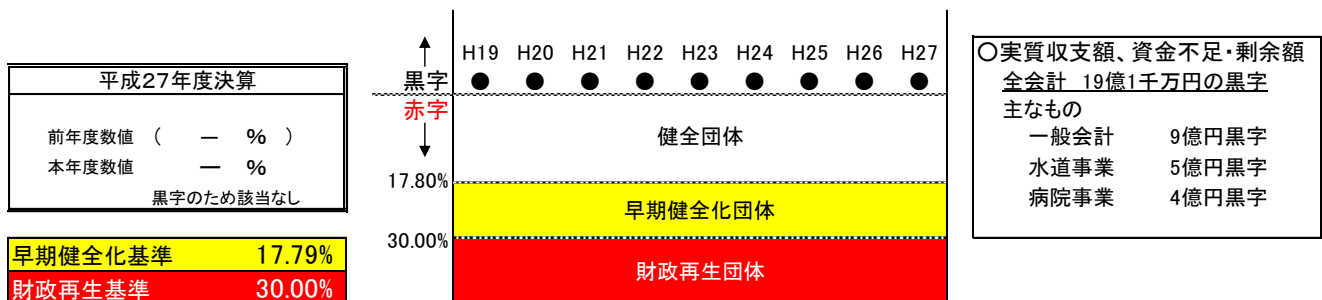 平成27年度決算
前年度数値 （ － % ）
本年度数値 － %
黒字のため該当なし
早期健全化基準 17.79%
財政再生基準 30.00%
H19 H20 H21 H22 H23 H24 H25 H26 H27
黒字 ● ● ● ● ● ● ● ● ●
赤字
健全団体
17.80%
早期健全化団体
30.00%
財政再生団体
○実質収支額、資金不足・剰余額
全会計 19億1千万円の黒字
主なもの
一般会計 9億円黒字
水道事業 5億円黒字
病院事業 4億円黒字